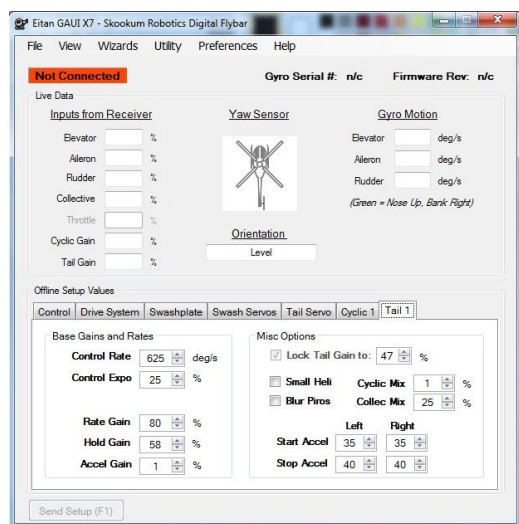 Eitan GAUI X7 - Skookum Robotics Digital Flybar
File View Wizards Utility Preferences Help
Not Connected Gyro Serial #: n/c Firmware Rev: n/c
Live Data
Inputs from Receiver Yaw Sensor Gyro Motion
Elevator % Elevator deg/s
Aileron % Aileron deg/s
Rudder % Rudder deg/s
Collective % (Green = Nose Up, Bank Right)
Throttle %
Cyclic Gain % Orientation
Tail Gain % Level
Offline Setup Values
Control Drive System Swashplate Swash Servos Tail Servo Cyclic 1 Tail 1
Base Gains and Rates Misc Options
Control Rate 625 deg/s Lock Tail Gain to: 47 %
Control Expo 25 % Small Heli Cyclic Mix 1 %
Blur Piros Collec Mix 25 %
Rate Gain 80 % Left Right
Hold Gain 58 % Start Accel 35 35
Accel Gain 1 % Stop Accel 40 40
Send Setup (F1)